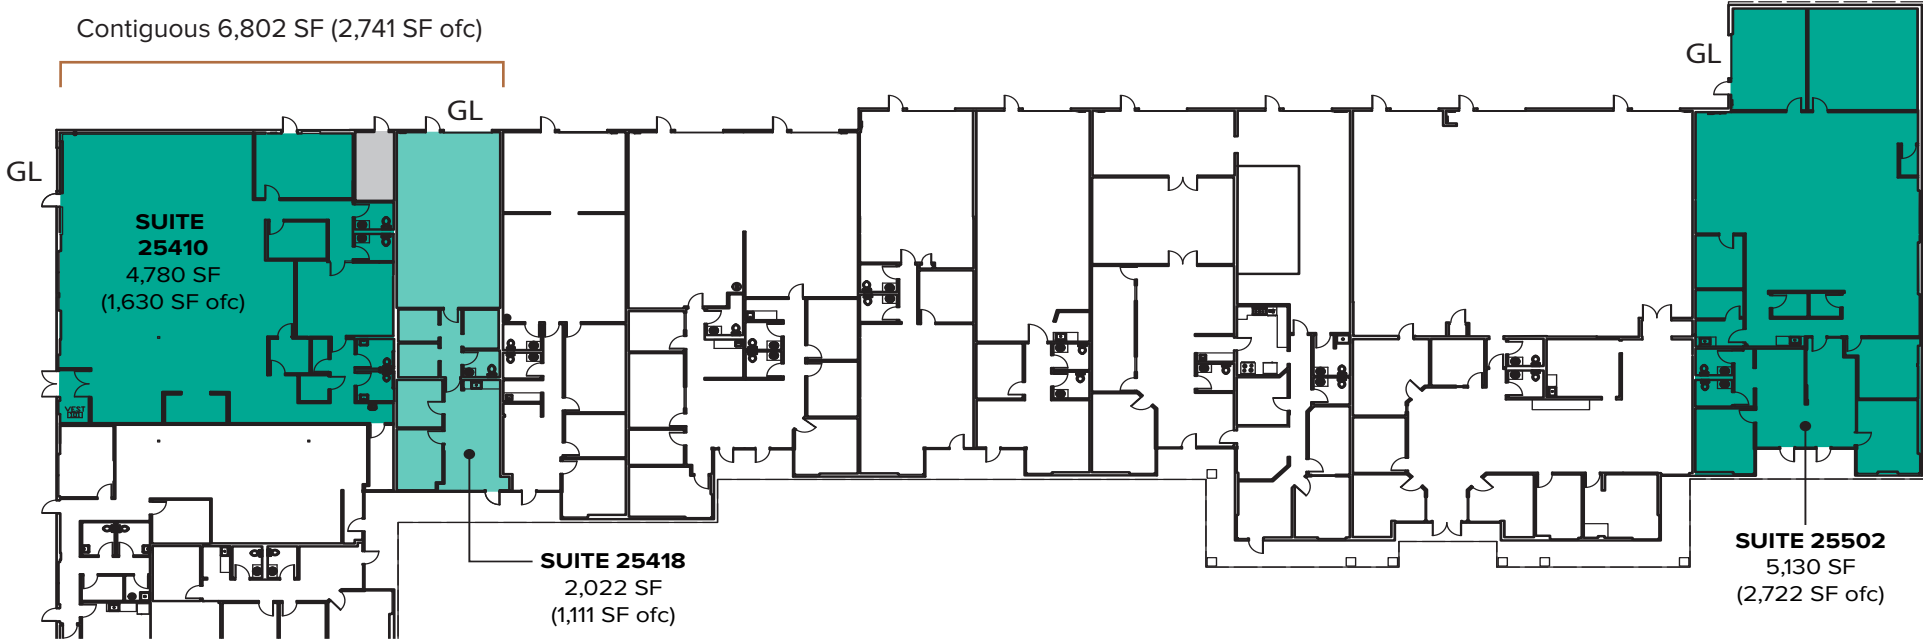 Contiguous 6,802 SF (2,741 SF ofc)
GL
GL
GL
SUITE
25410
4,780 SF
(1,630 SF ofc)
VEST
SUITE 25418
2,022 SF
(1,111 SF ofc)
SUITE 25502
5,130 SF
(2,722 SF ofc)